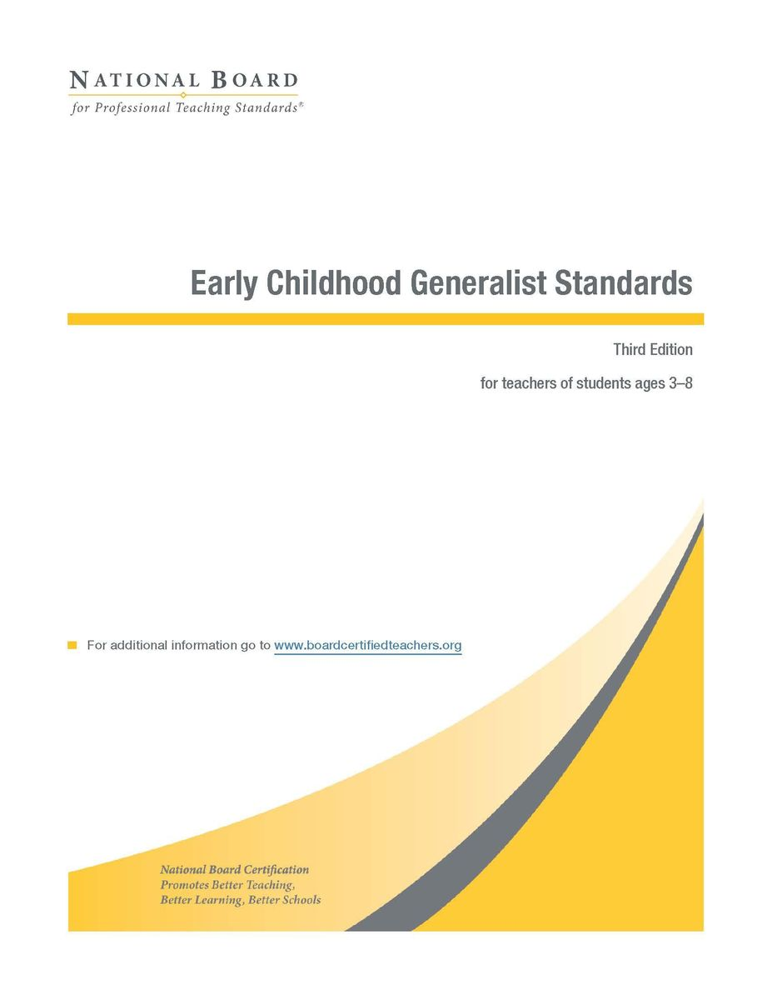 NATIONAL BOARD
for Professional Teaching Standards®
Early Childhood Generalist Standards
Third Edition
for teachers of students ages 3–8
For additional information go to www.boardcertifiedteachers.org
National Board Certification
Promotes Better Teaching,
Better Learning, Better Schools